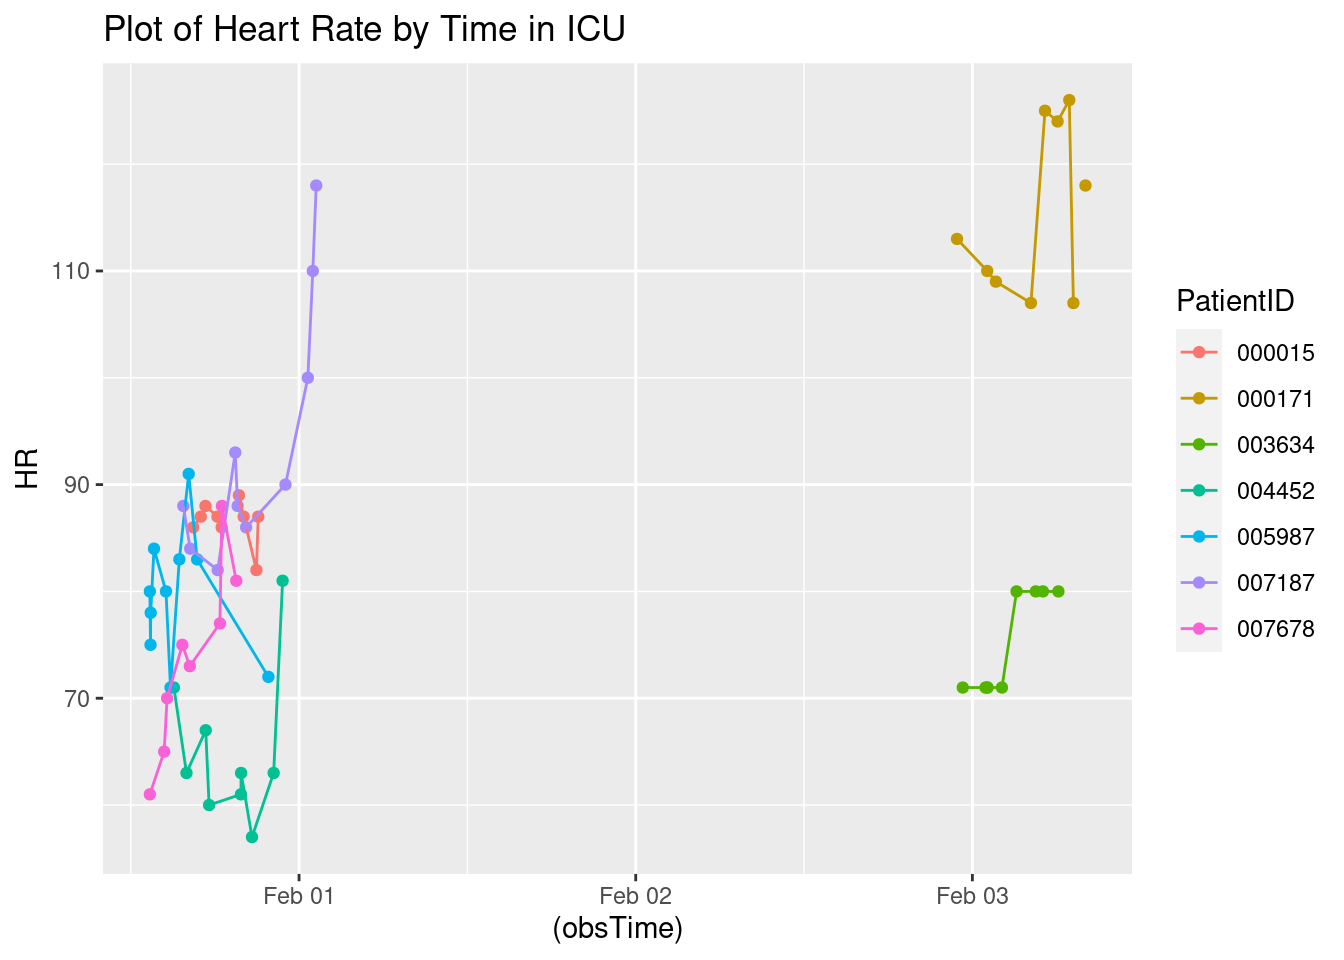 Plot of Heart Rate by Time in ICU
HR
110
90
70
Feb 01
Feb 02
Feb 03
(obsTime)
PatientID
000015
000171
003634
004452
005987
007187
007678